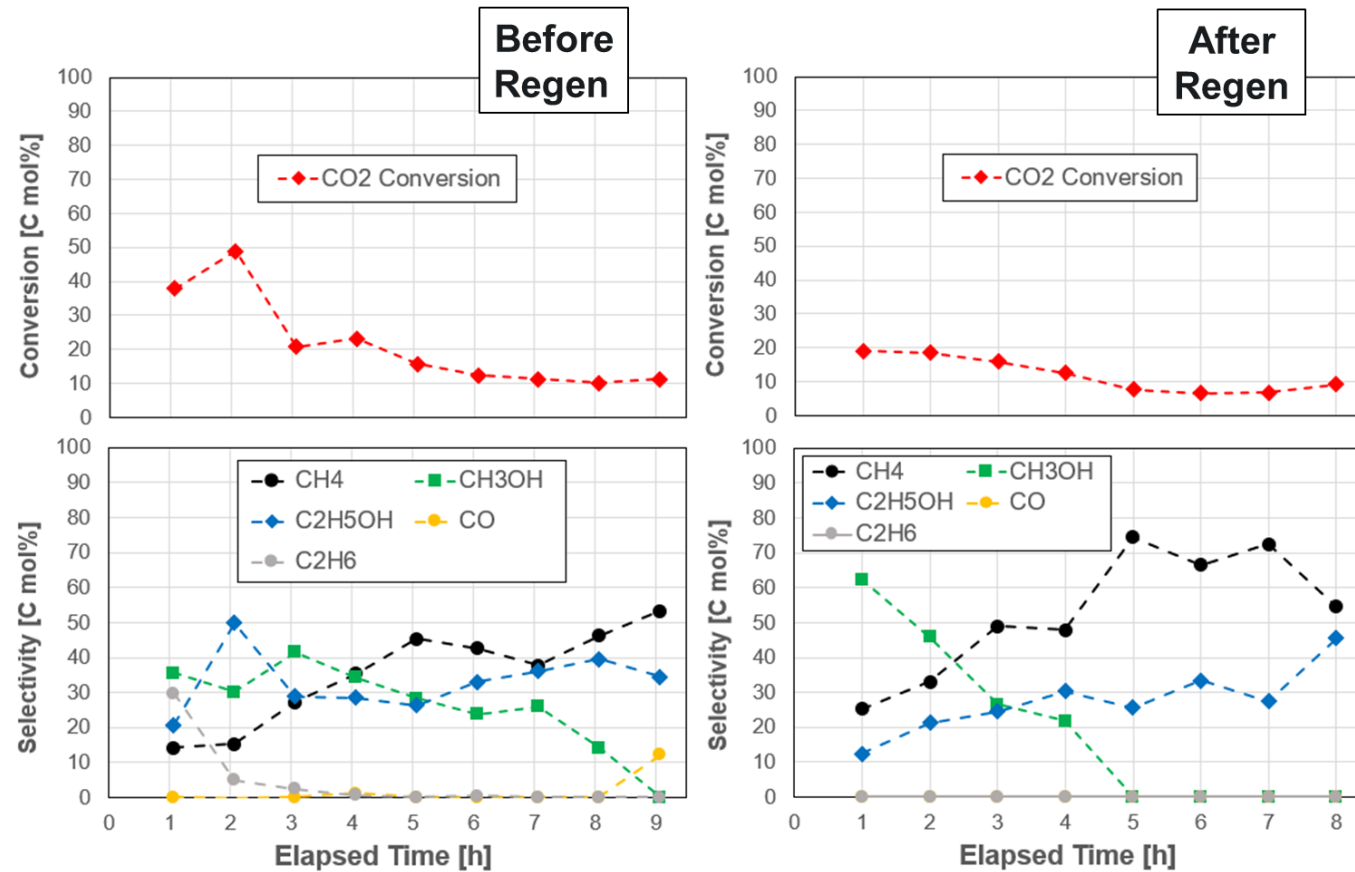 Before
Regen
Conversion [C mol%]
100
90
80
70
60
50
40
30
20
10
0
CO2 Conversion
After
Regen
Conversion [C mol%]
100
90
80
70
60
50
40
30
20
10
0
CO2 Conversion
Selectivity [C mol%]
100
90
80
70
60
50
40
30
20
10
0
CH4 CH3OH
C2H5OH CO
C2H6
0 1 2 3 4 5 6 7 8 9
Elapsed Time [h]
Selectivity [C mol%]
100
90
80
70
60
50
40
30
20
10
0
CH4 CH3OH
C2H5OH CO
C2H6
0 1 2 3 4 5 6 7 8
Elapsed Time [h]